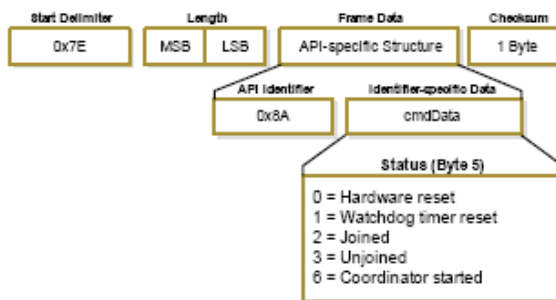 Start Delimiter Length Frame Data Checksum
0x7E MSB LSB API-specific Structure 1 Byte
API Identifier Identifier-specific Data
0x8A cmdData
Status (Byte 5)
0 = Hardware reset
1 = Watchdog timer reset
2 = Joined
3 = Unjoined
6 = Coordinator started